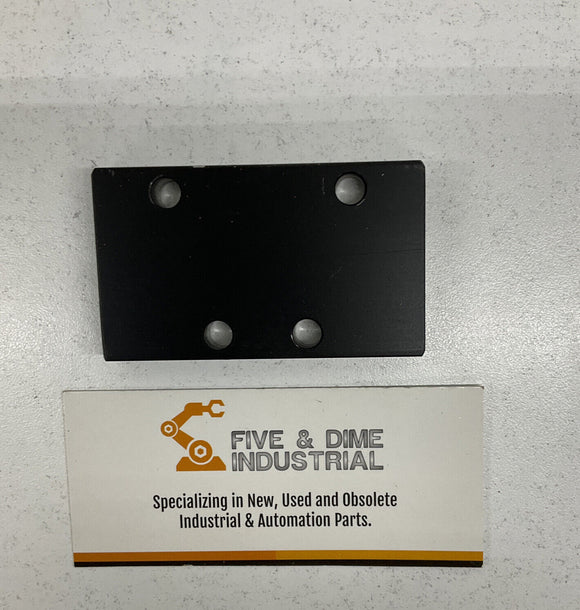 FIVE & DIME
INDUSTRIAL
Specializing in New, Used and Obsolete
Industrial & Automation Parts.